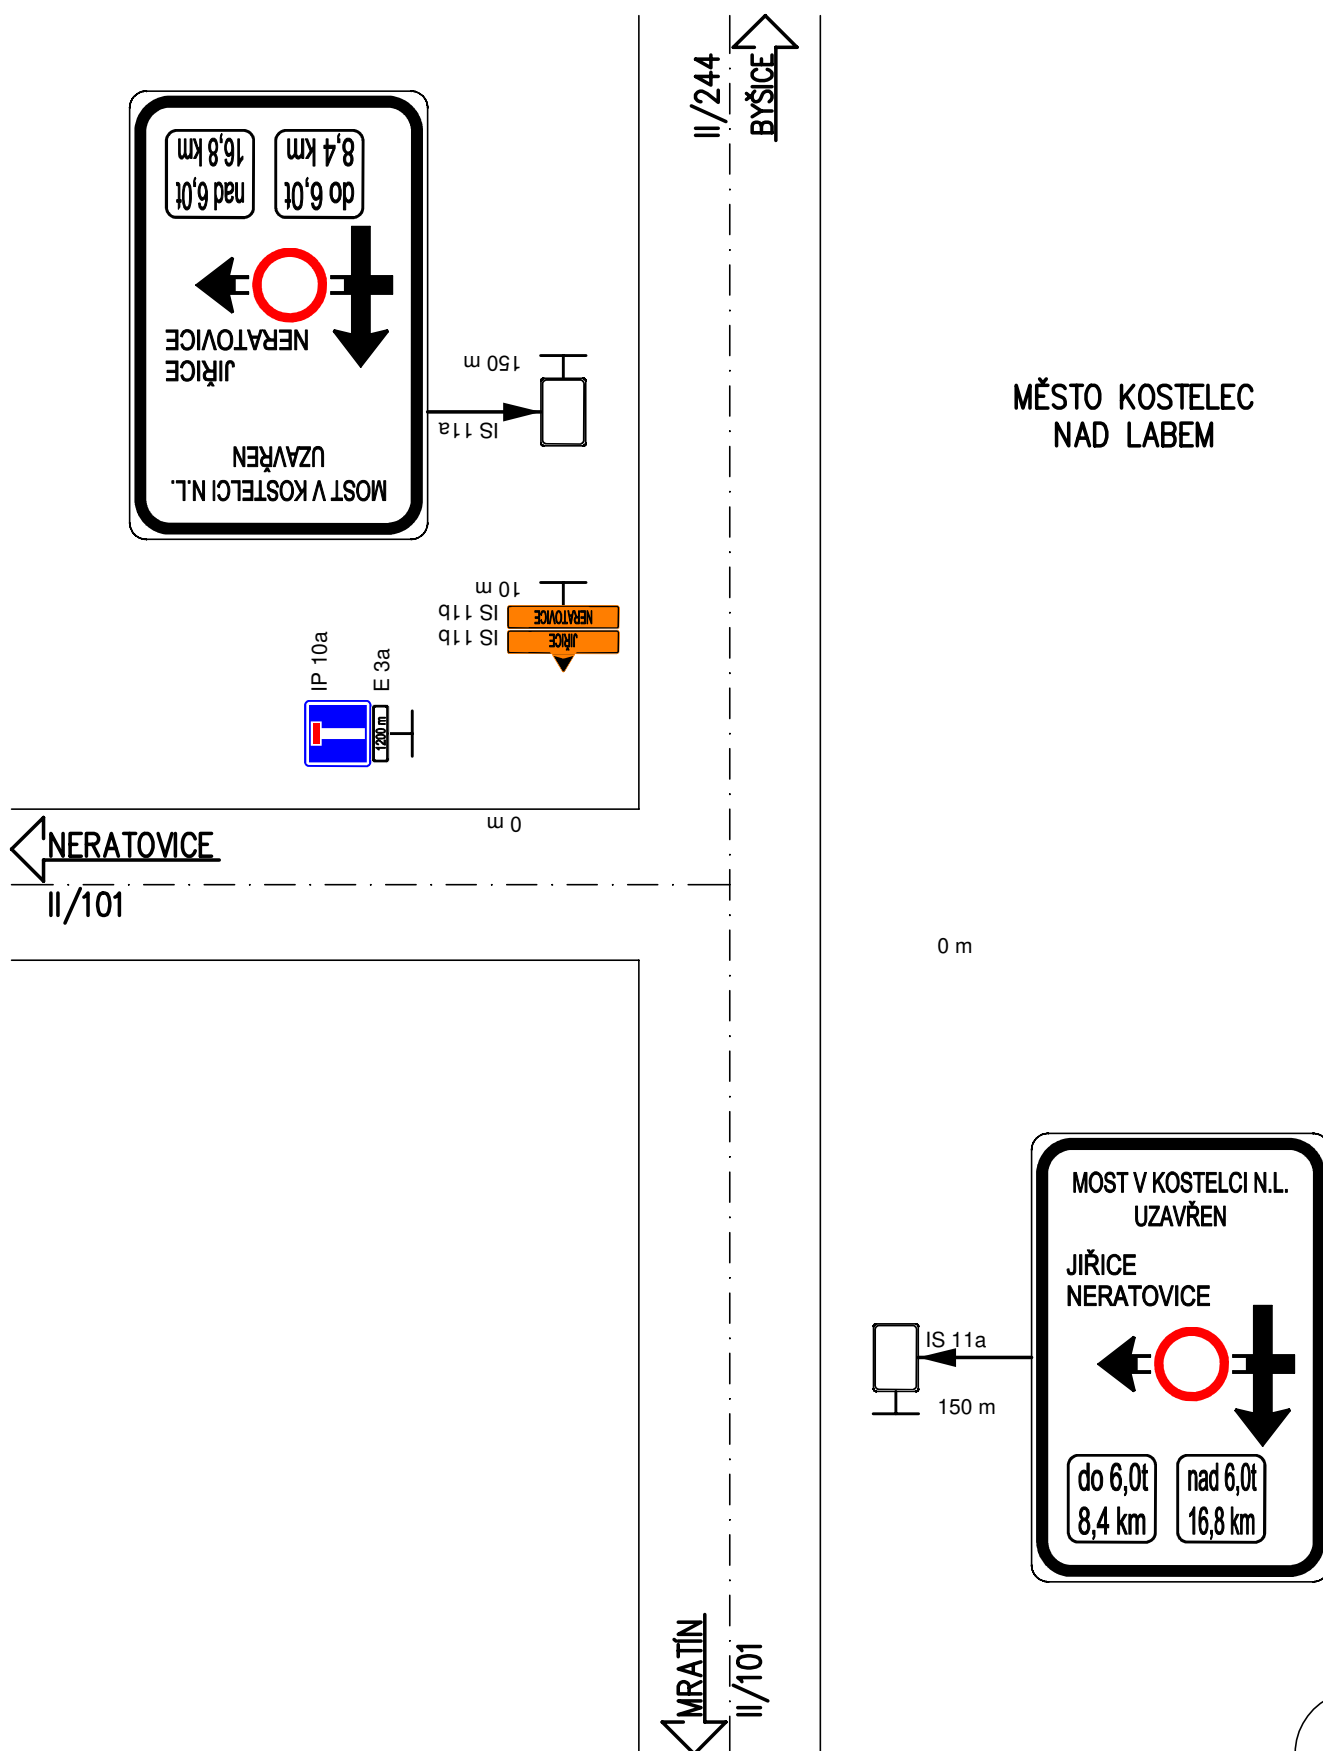 II/244
BYŠICE
MOST V KOSTELCI N.L.
UZAVŘEN
JIŘICE
NERATOVICE
do 6,0t
8,4 km
nad 6,0t
16,8 km
150 m
IS 11a
MĚSTO KOSTELEC
NAD LABEM
10 m
IS 11b
IS 11b
NERATOVICE
JIŘICE
IP 10a
E 3a
1200 m
0 m
NERATOVICE
II/101
0 m
MOST V KOSTELCI N.L.
UZAVŘEN
JIŘICE
NERATOVICE
do 6,0t
8,4 km
nad 6,0t
16,8 km
IS 11a
150 m
MRATÍN
II/101